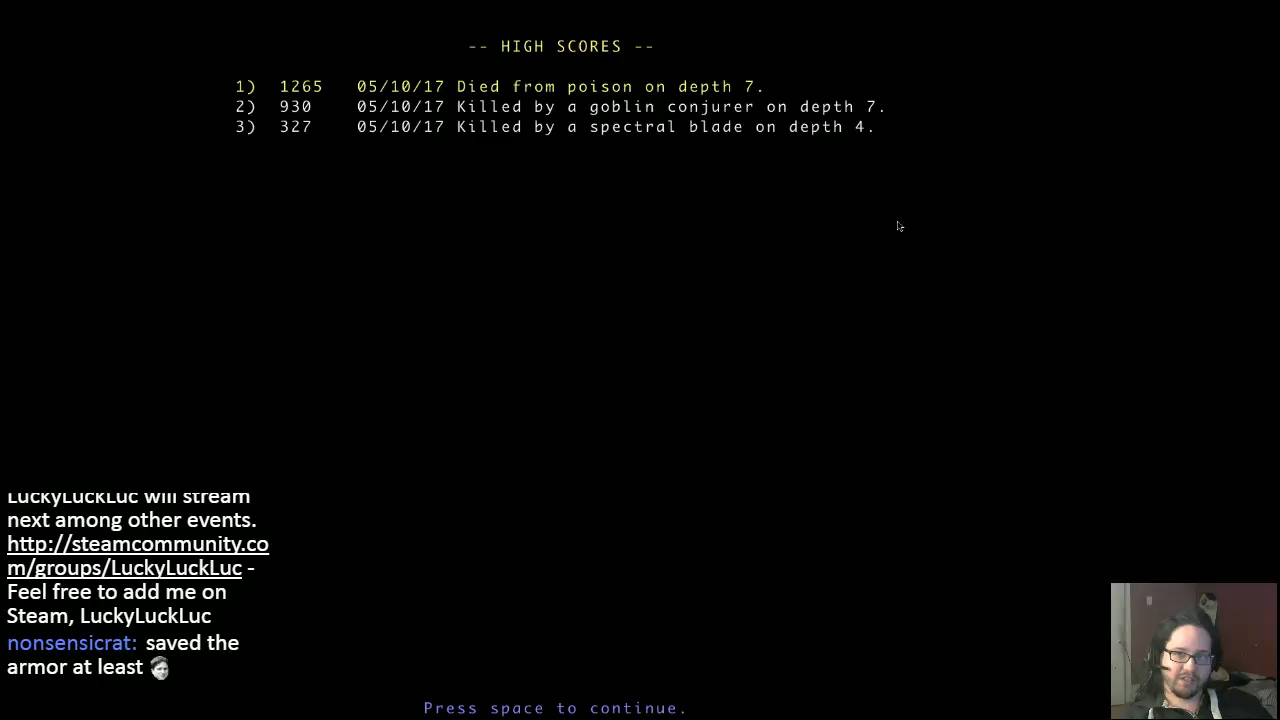 -- HIGH SCORES --
1) 1265 05/10/17 Died from poison on depth 7.
2) 930 05/10/17 Killed by a goblin conjurer on depth 7.
3) 327 05/10/17 Killed by a spectral blade on depth 4.
LuckyLuckLuc will stream
next among other events.
http://steamcommunity.co
m/groups/LuckyLuckLuc -
Feel free to add me on
Steam, LuckyLuckLuc
nonsensicrat: saved the
armor at least
Press space to continue.